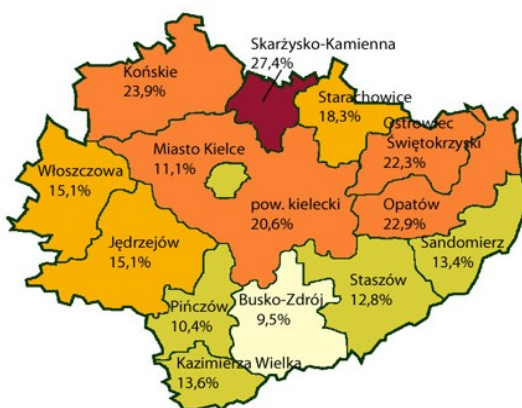 Skarżysko-Kamienna
27,4%
Końskie
23,9%
Starachowice
18,3%
Ostrowiec
Świętokrzyski
22,3%
Miasto Kielce
11,1%
Włoszczowa
15,1%
pow. kielecki
20,6%
Opatów
22,9%
Sandomierz
13,4%
Jędrzejów
15,1%
Staszów
12,8%
Pińczów
10,4%
Busko-Zdrój
9,5%
Kazimierza Wielka
13,6%